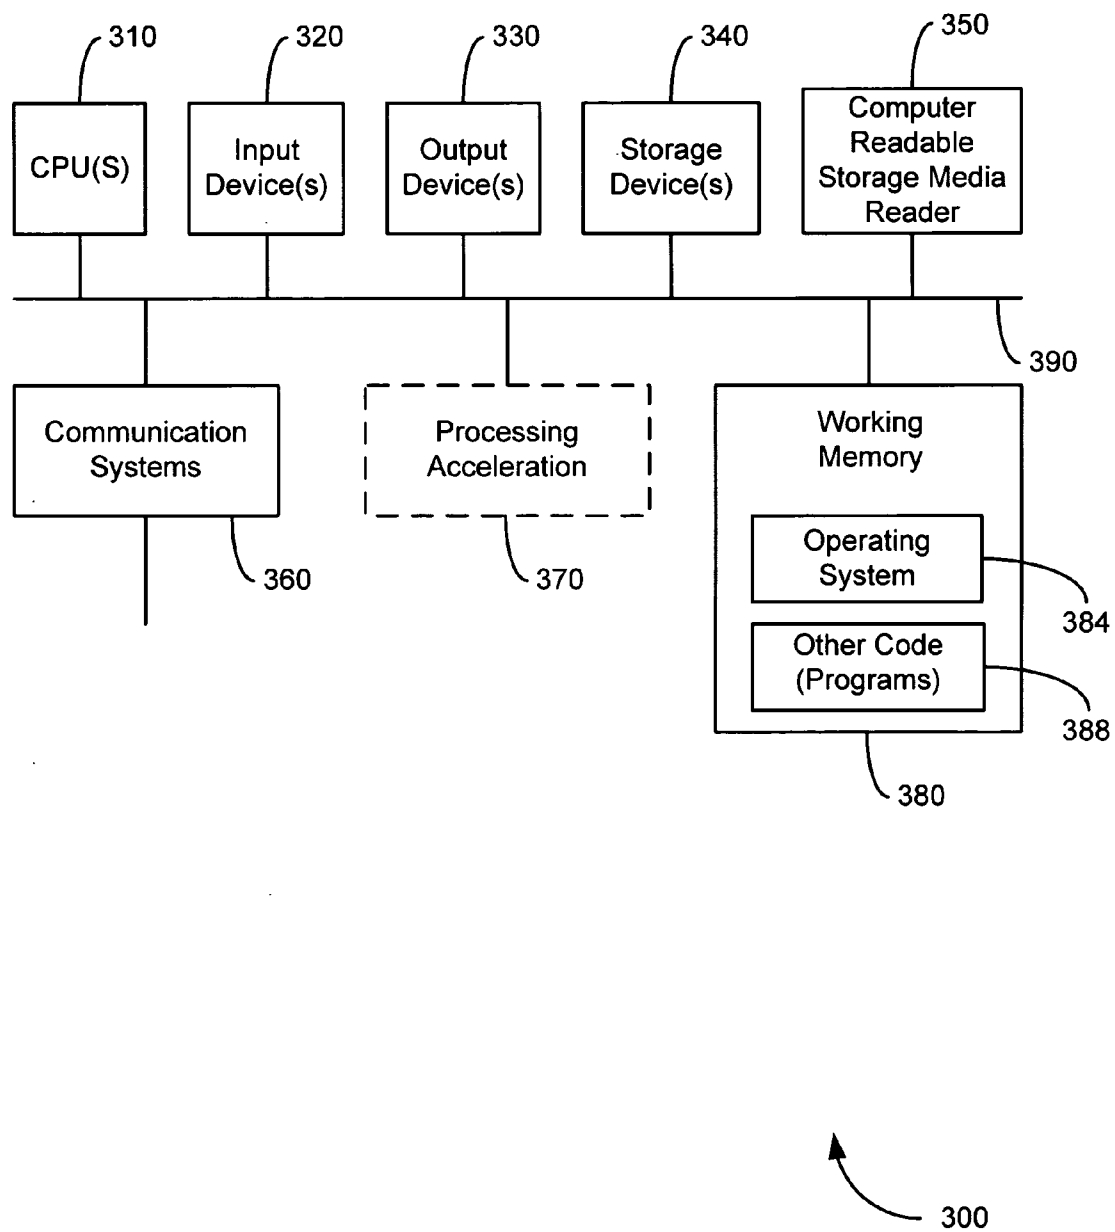 310
320
330
340
350
CPU(S)
Input
Device(s)
Output
Device(s)
Storage
Device(s)
Computer
Readable
Storage Media
Reader
390
Communication
Systems
Processing
Acceleration
Working
Memory
Operating
System
Other Code
(Programs)
360
370
384
388
380
300